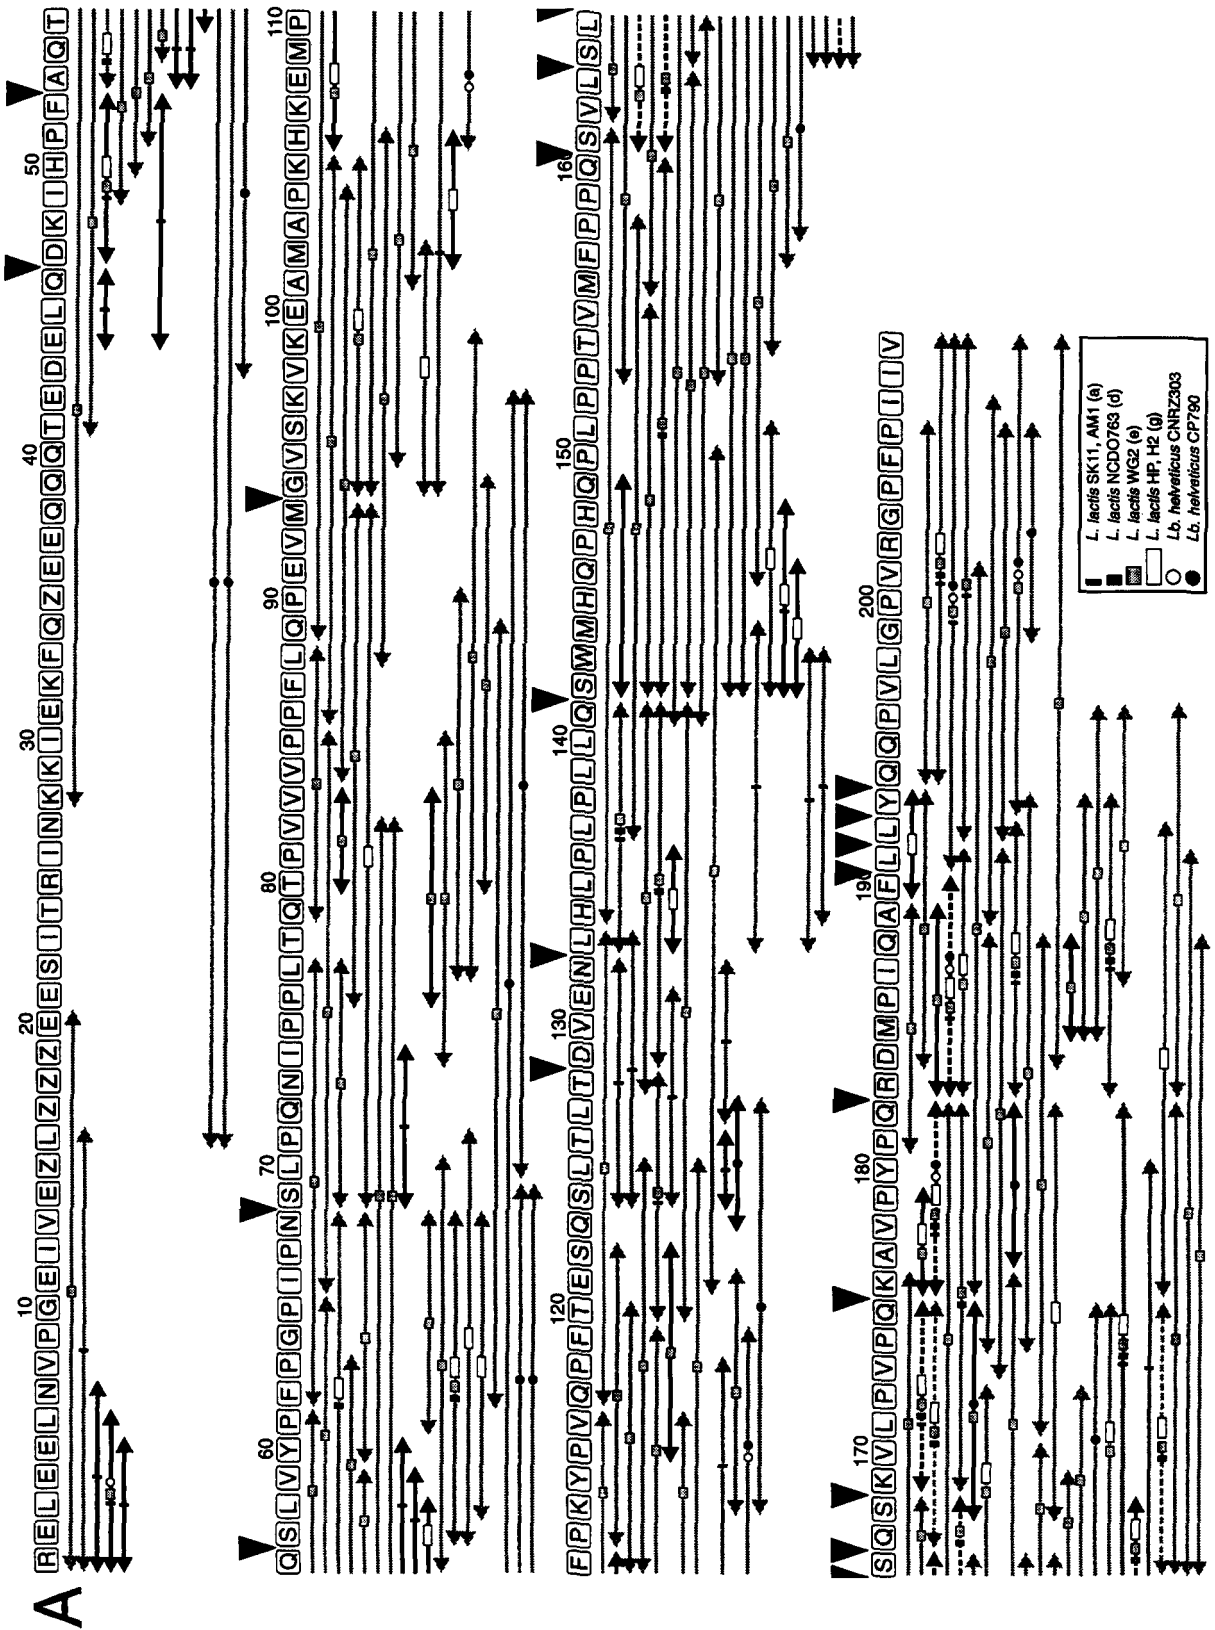 A
10 20 30 40 50
R E L E E L N V P G E I V E Z L Z Z Z E E S I T R I N K K I E K F Q Z E E Q Q Q T E D E L Q D K I H P F A Q T
60 70 80 90 100 110
Q S L V Y P F P G P I P N S L P Q N I P P L T Q T P V V V P P F L Q P E V M G V S K V K E A M A P K H K E M P
120 130 140 150 160
F P K Y P V Q P F T E S Q S L T L T D V E N L H L P L P L L Q S W M H Q P H Q P L P P T V M F P P Q S V L S L
170 180 190 200
S Q S K V L P V P Q K A V P Y P Q R D M P I Q A F L L Y Q Q P V L G P V R G P F P I I V
L. lactis SK11, AM1 (a)
L. lactis NCDO763 (d)
L. lactis WG2 (e)
L. lactis HP, H2 (g)
Lb. helveticus CNRZ303
Lb. helveticus CP790